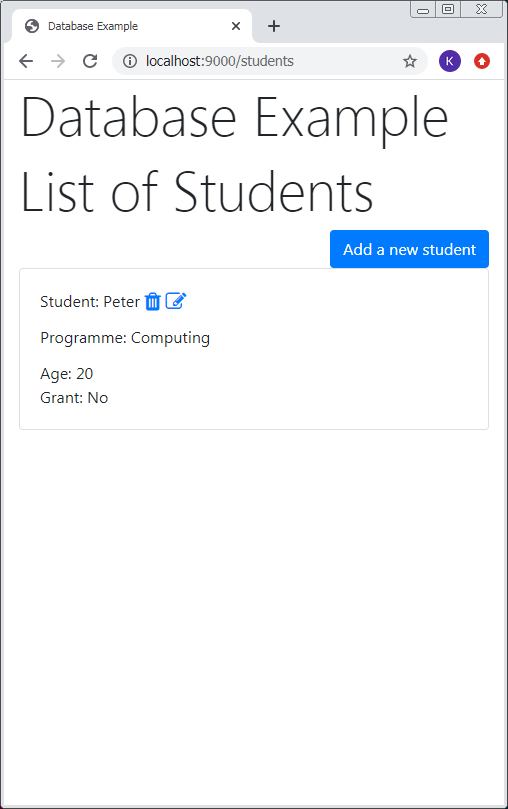 Database Example
localhost:9000/students
K
Database Example
List of Students
Add a new student
Student: Peter
Programme: Computing
Age: 20
Grant: No